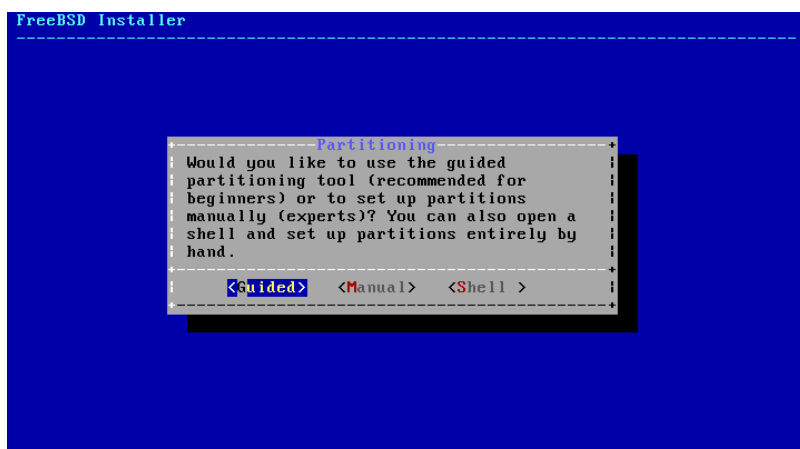 FreeBSD Installer
Partitioning
Would you like to use the guided
partitioning tool (recommended for
beginners) or to set up partitions
manually (experts)? You can also open a
shell and set up partitions entirely by
hand.
<Guided> <Manual> <Shell >